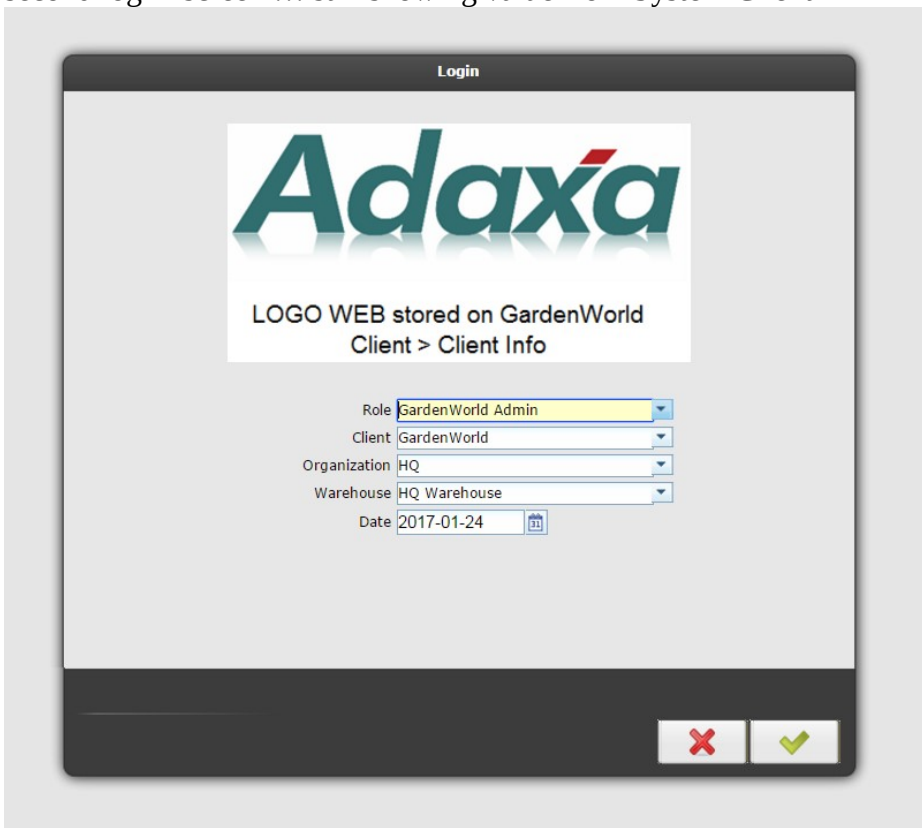 Login
Adaxa
LOGO WEB stored on GardenWorld
Client > Client Info
Role GardenWorld Admin
Client GardenWorld
Organization HQ
Warehouse HQ Warehouse
Date 2017-01-24 31